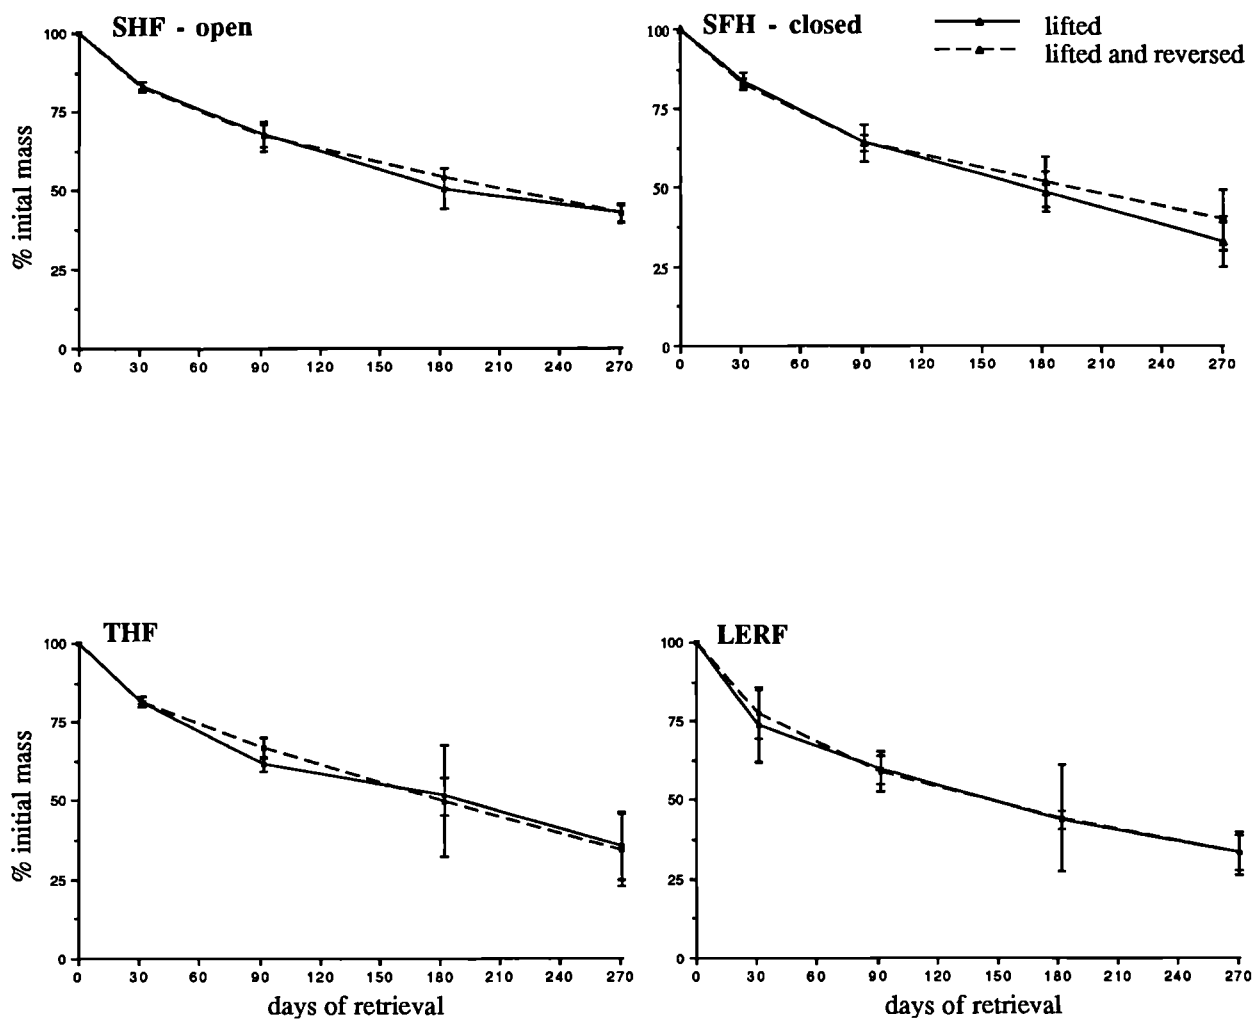 SHF - open
% inital mass
100
75
50
25
0
0 30 60 90 120 150 180 210 240 270
SFH - closed
lifted
lifted and reversed
100
75
50
25
0
0 30 60 90 120 150 180 210 240 270
THF
% initial mass
100
75
50
25
0
0 30 60 90 120 150 180 210 240 270
days of retrieval
LERF
100
75
50
25
0
0 30 60 90 120 150 180 210 240 270
days of retrieval